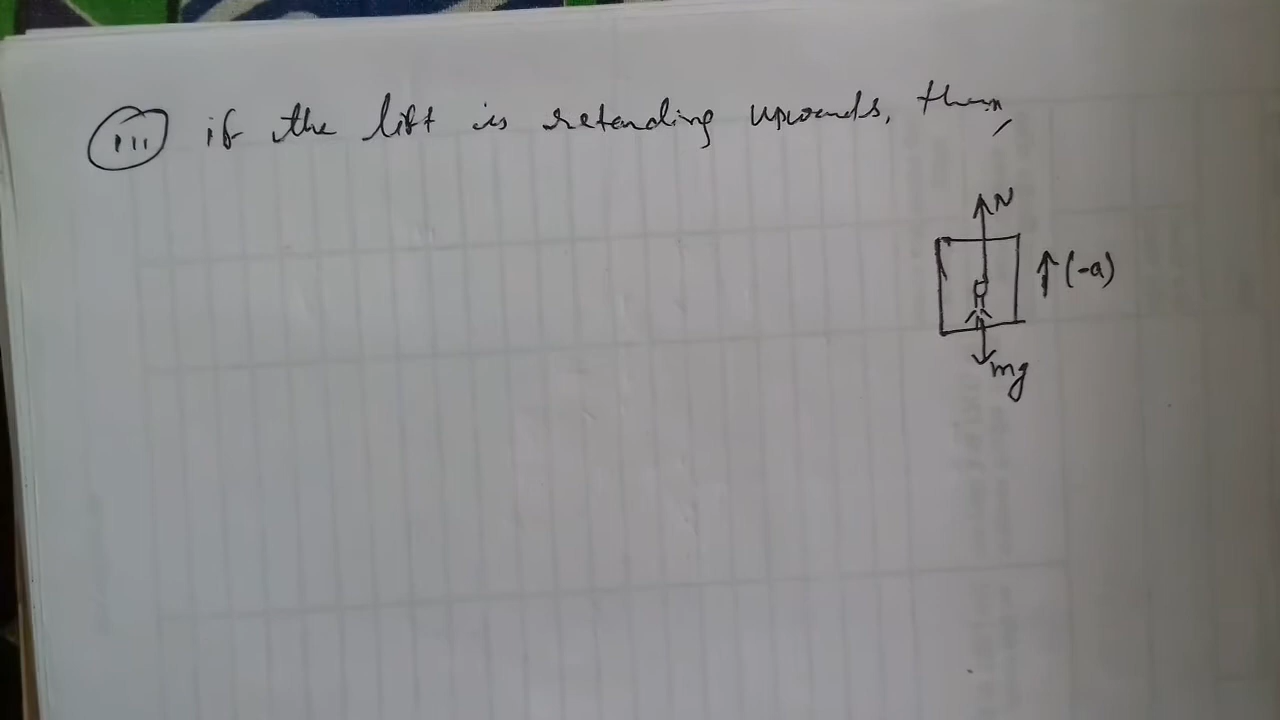 (iii) if the lift is retarding upwards, then,
N
(-a)
mg